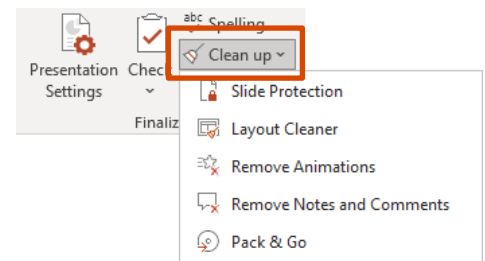 abc Spelling
Clean up
Presentation Settings
Check
Finaliz
Slide Protection
Layout Cleaner
Remove Animations
Remove Notes and Comments
Pack & Go